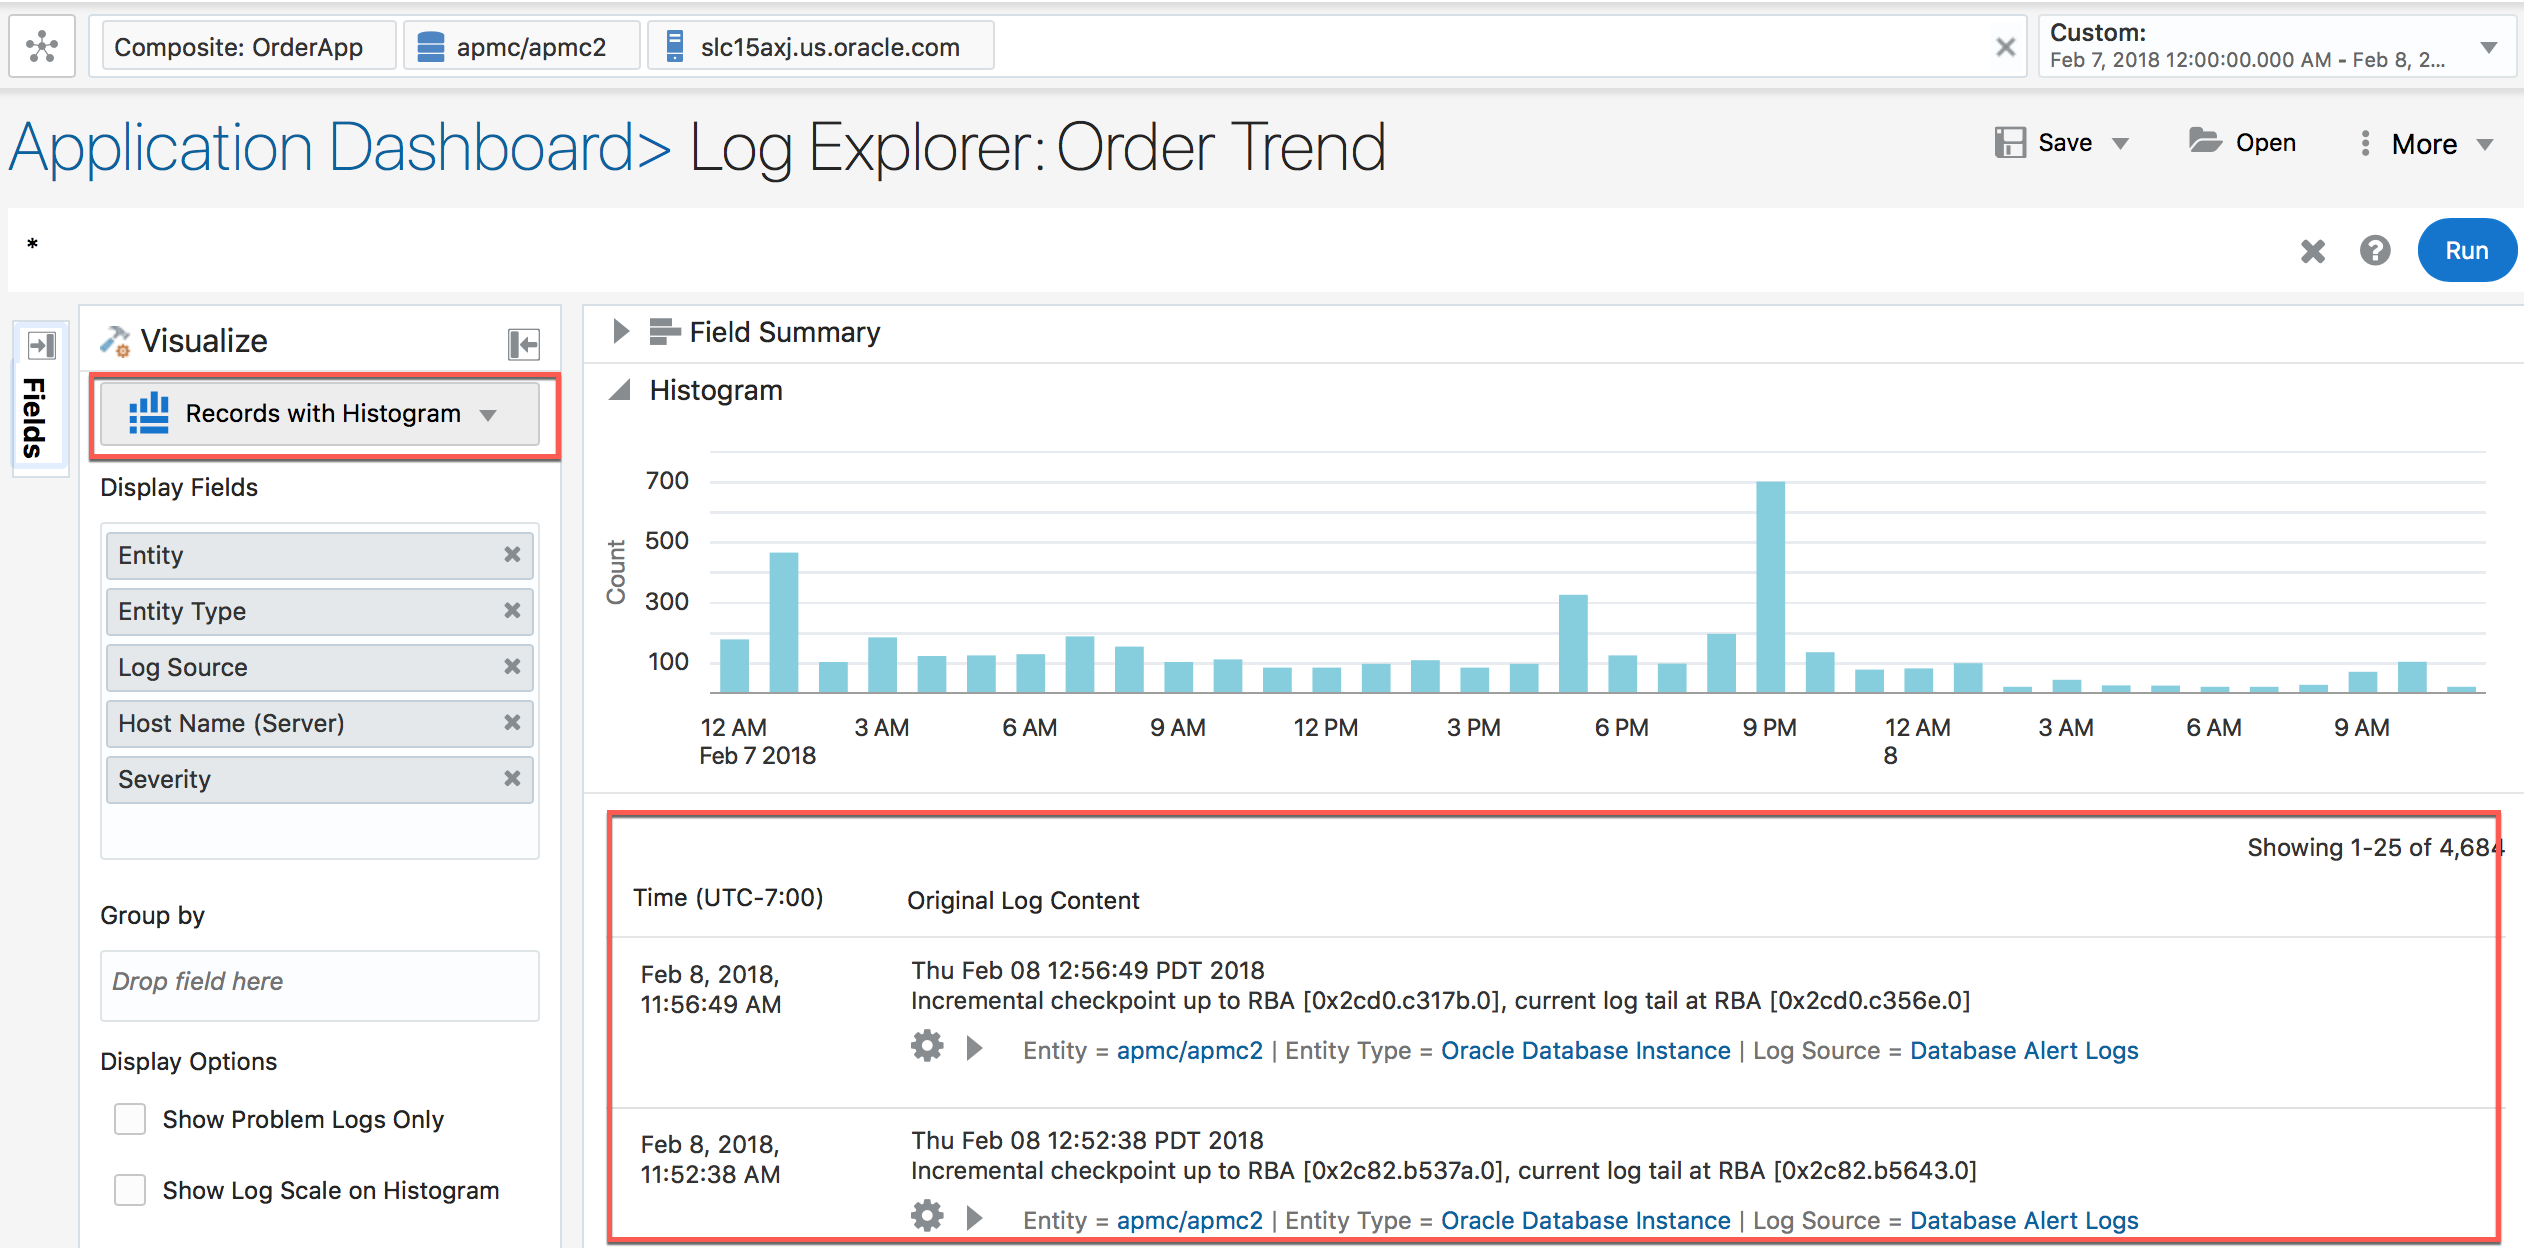 Composite: OrderApp
apmc/apmc2
slc15axj.us.oracle.com
Custom:
Feb 7, 2018 12:00:00.000 AM - Feb 8, 2...
Application Dashboard> Log Explorer: Order Trend
Save
Open
More
*
Run
Fields
Visualize
Records with Histogram
Display Fields
Entity
Entity Type
Log Source
Host Name (Server)
Severity
Group by
Drop field here
Display Options
Show Problem Logs Only
Show Log Scale on Histogram
Field Summary
Histogram
Count
700
500
300
100
12 AM 3 AM 6 AM 9 AM 12 PM 3 PM 6 PM 9 PM 12 AM 3 AM 6 AM 9 AM
Feb 7 2018 8
Showing 1-25 of 4,684
Time (UTC-7:00) Original Log Content
Feb 8, 2018,
11:56:49 AM
Thu Feb 08 12:56:49 PDT 2018
Incremental checkpoint up to RBA [0x2cd0.c317b.0], current log tail at RBA [0x2cd0.c356e.0]
Entity = apmc/apmc2 | Entity Type = Oracle Database Instance | Log Source = Database Alert Logs
Feb 8, 2018,
11:52:38 AM
Thu Feb 08 12:52:38 PDT 2018
Incremental checkpoint up to RBA [0x2c82.b537a.0], current log tail at RBA [0x2c82.b5643.0]
Entity = apmc/apmc2 | Entity Type = Oracle Database Instance | Log Source = Database Alert Logs